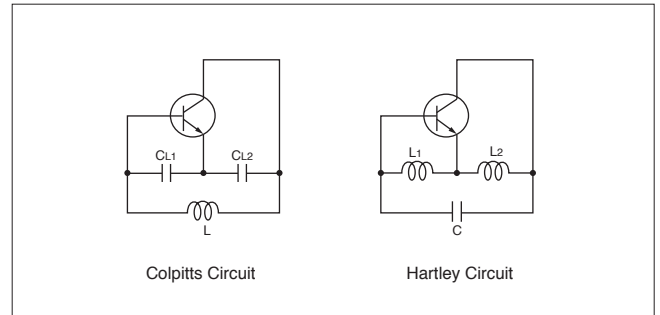 CL1 CL2
L
Colpitts Circuit
L1 L2
C
Hartley Circuit